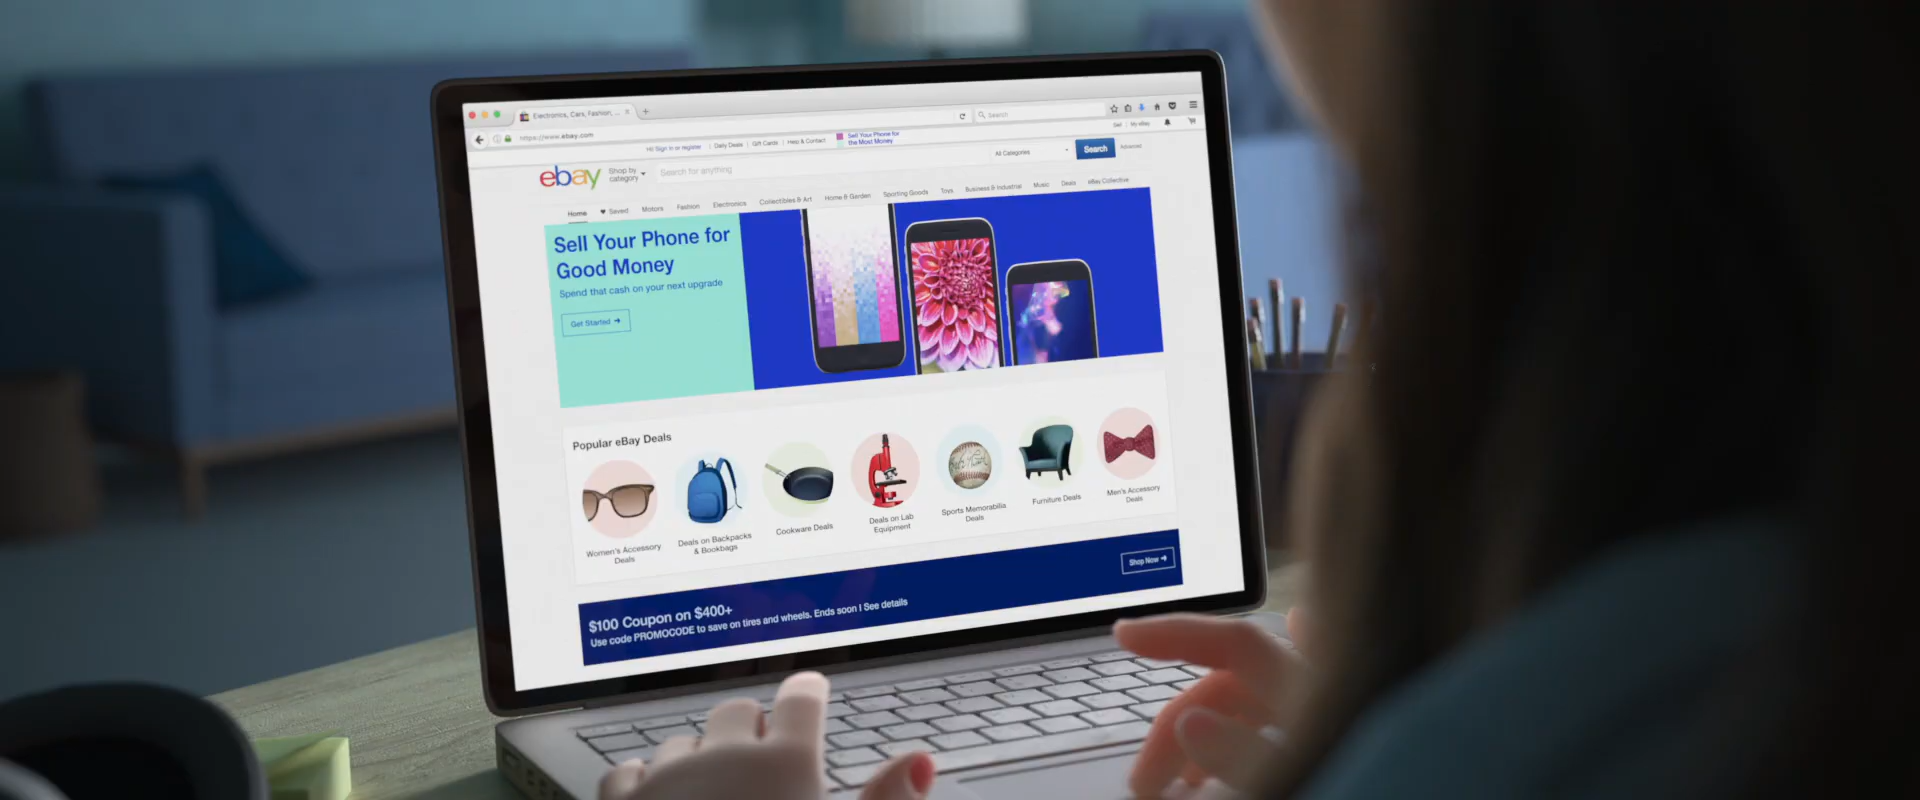 Electronics, Cars, Fashion, ...
https://www.ebay.com
Search
Hi! Sign in or register | Daily Deals | Gift Cards | Help & Contact
Sell Your Phone for
the Most Money
Sell | My eBay
ebay
Shop by
category
Search for anything
All Categories
Search
Advanced
Home Saved Motors Fashion Electronics Collectibles & Art Home & Garden Sporting Goods Toys Business & Industrial Music Deals eBay Collective
Sell Your Phone for
Good Money
Spend that cash on your next upgrade
Get Started →
Popular eBay Deals
Women's Accessory
Deals
Deals on Backpacks
& Bookbags
Cookware Deals
Deals on Lab
Equipment
Sports Memorabilia
Deals
Furniture Deals
Men's Accessory
Deals
$100 Coupon on $400+
Use code PROMOCODE to save on tires and wheels. Ends soon | See details
Shop Now →